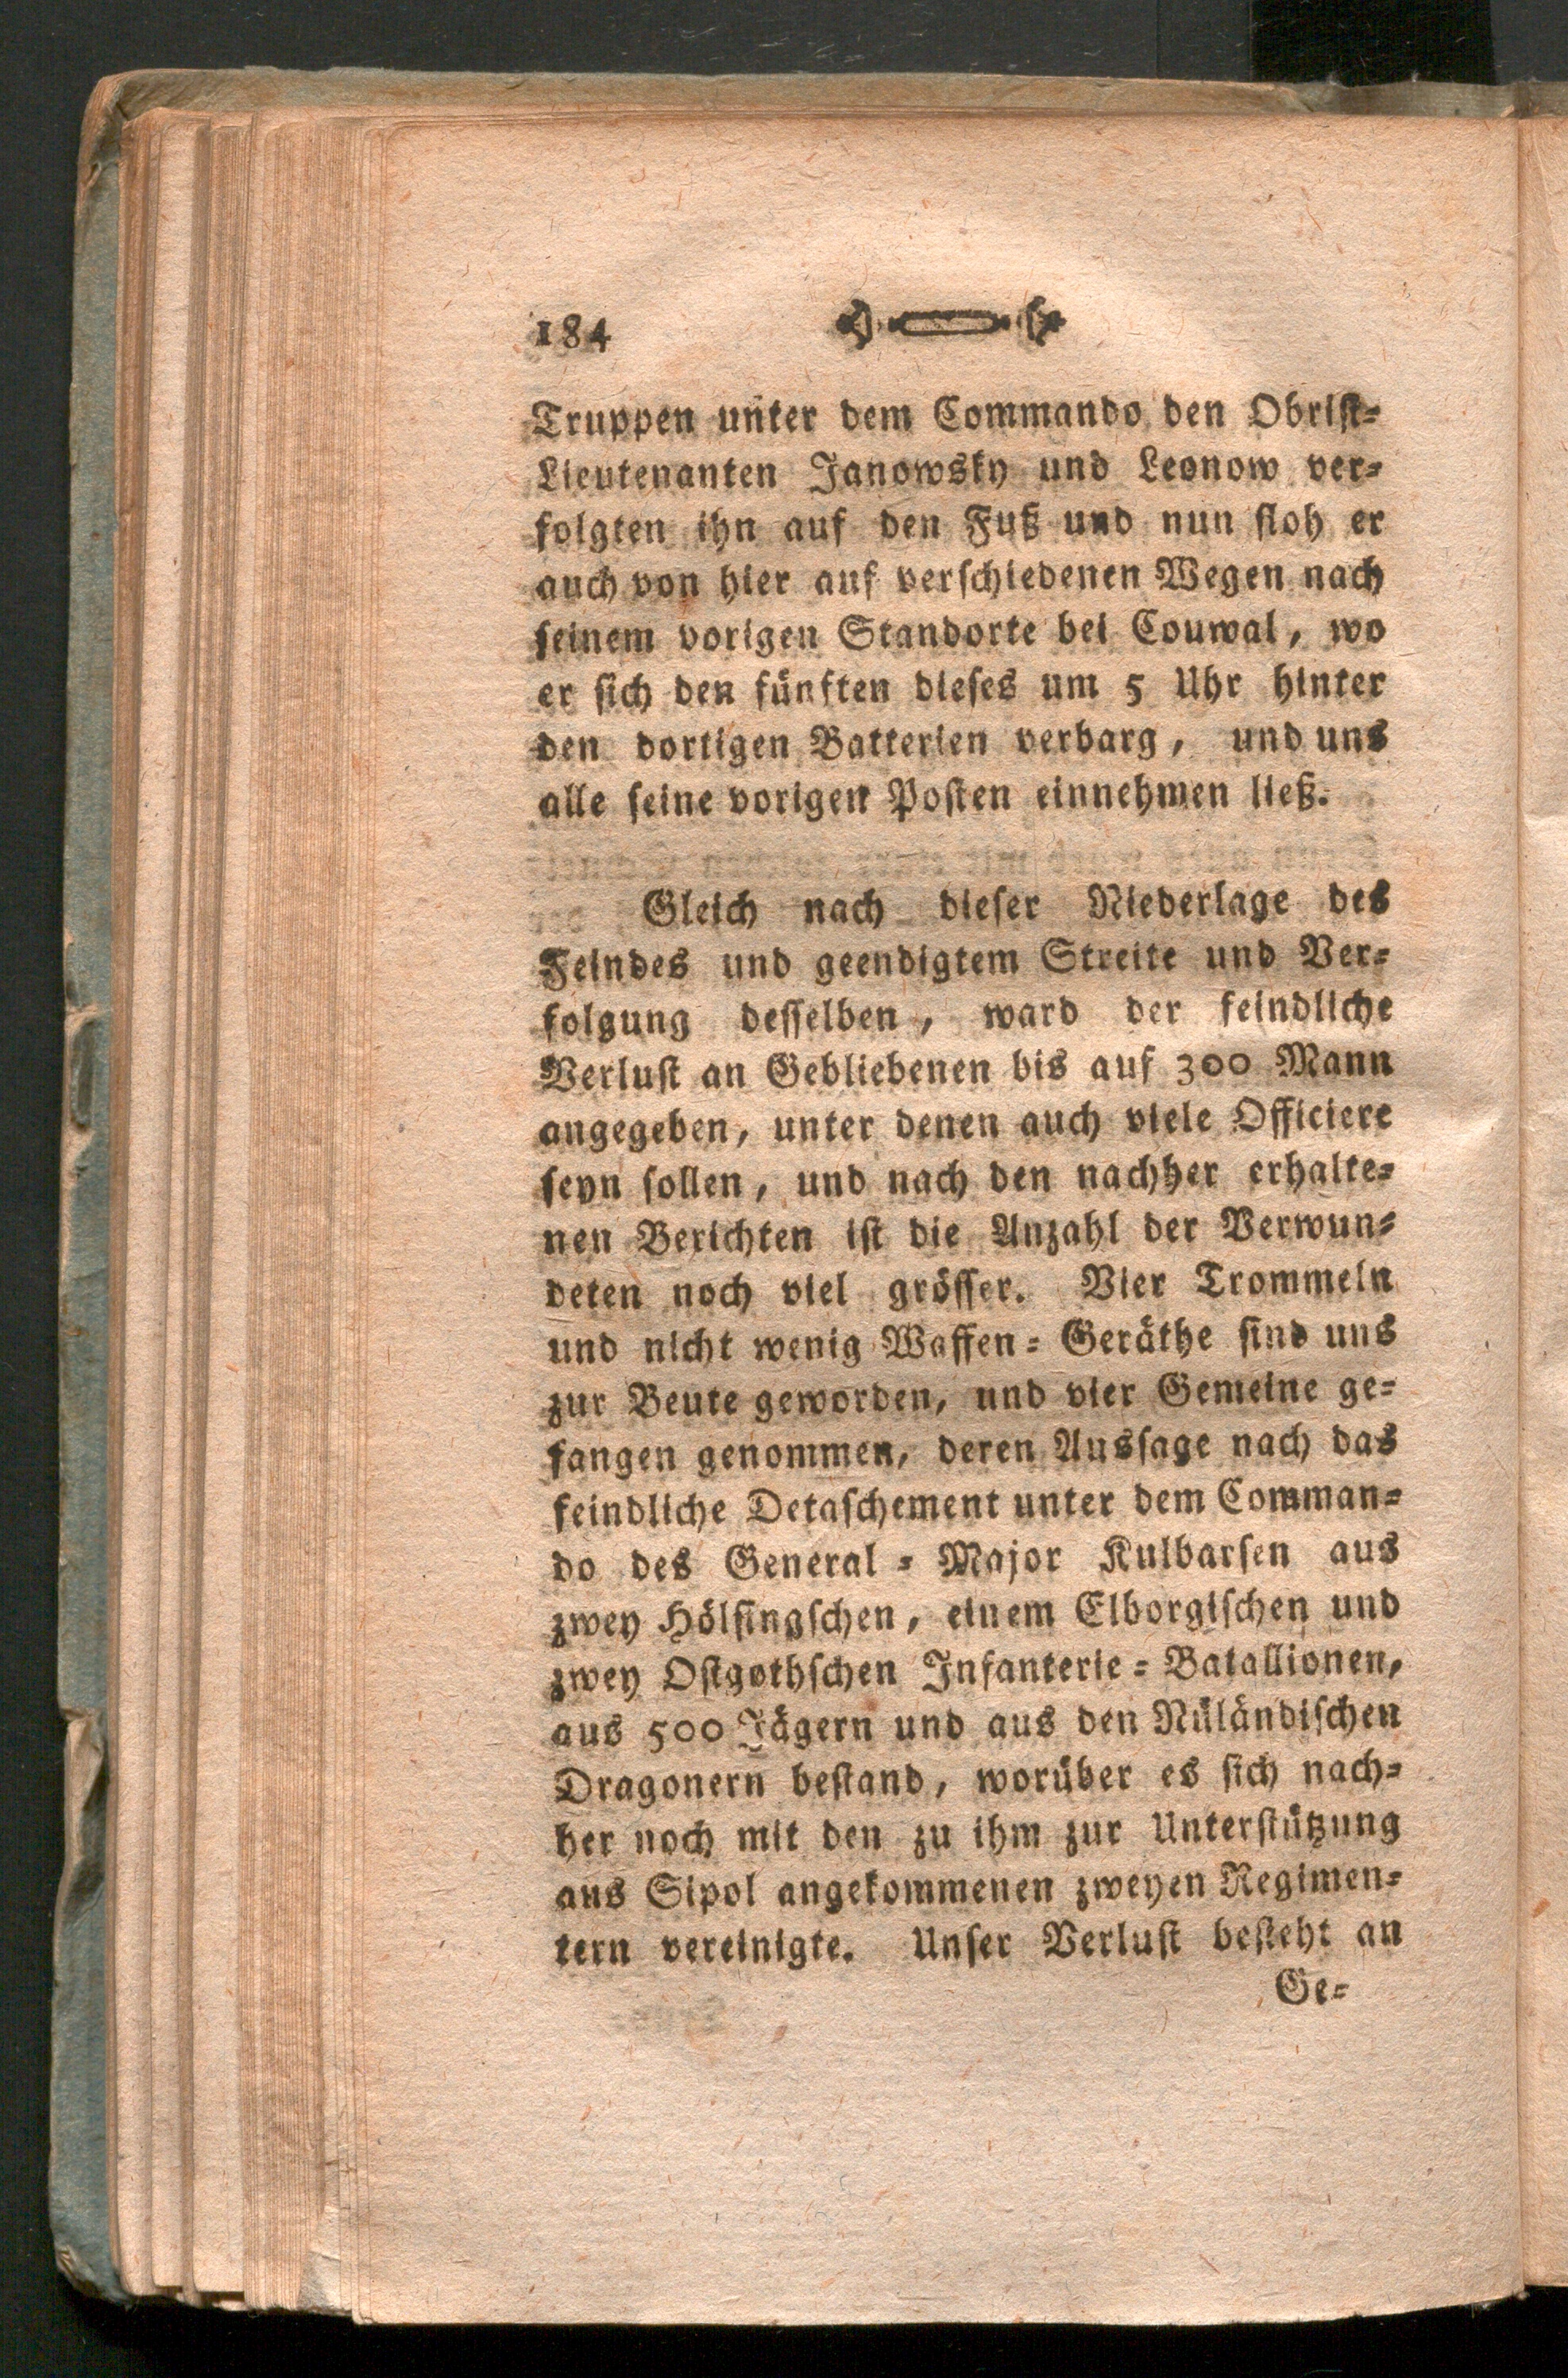 184
Truppen unter dem Commando den Obrist-
Lieutenanten Janowsky und Leonow ver-
folgten ihn auf den Fuß und nun floh er
auch von hier auf verschiedenen Wegen nach
seinem vorigen Standorte bei Couwal, wo
er sich den fünften dieses um 5 Uhr hinter
den dortigen Batterien verbarg, und uns
alle seine vorigen Posten einnehmen ließ.
Gleich nach dieser Niederlage des
Feindes und geendigtem Streite und Ver-
folgung desselben, ward der feindliche
Verlust an Gebliebenen bis auf 300 Mann
angegeben, unter denen auch viele Officiere
seyn sollen, und nach den nachher erhalte-
nen Berichten ist die Anzahl der Verwun-
deten noch viel grösser. Vier Trommeln
und nicht wenig Waffen-Geräthe sind uns
zur Beute geworden, und vier Gemeine ge-
fangen genommen, deren Aussage nach das
feindliche Detaschement unter dem Comman-
do des General-Major Kulbarsen aus
zwey Hölsingschen, einem Elborgischen und
zwey Ostgothschen Infanterie-Batallionen,
aus 500 Jägern und aus den Nüländischen
Dragonern bestand, worüber es sich nach-
her noch mit den zu ihm zur Unterstützung
aus Sipol angekommenen zweyen Regimen-
tern vereinigte. Unser Verlust besteht an
Ge-